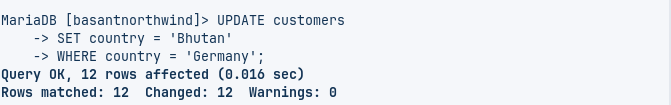 MariaDB [basantnorthwind]> UPDATE customers
    -> SET country = 'Bhutan'
    -> WHERE country = 'Germany';
Query OK, 12 rows affected (0.016 sec)
Rows matched: 12  Changed: 12  Warnings: 0